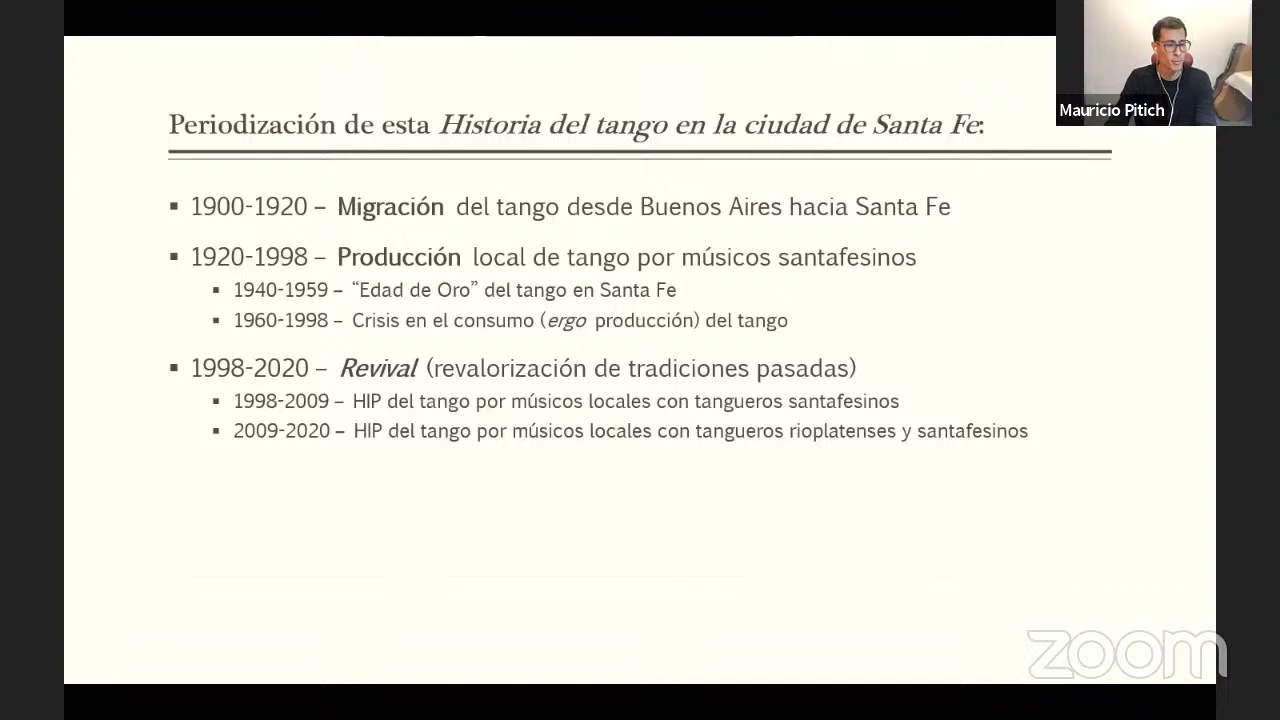 Mauricio Pitich
Periodización de esta Historia del tango en la ciudad de Santa Fe:
▪ 1900-1920 – Migración del tango desde Buenos Aires hacia Santa Fe
▪ 1920-1998 – Producción local de tango por músicos santafesinos
▪ 1940-1959 – “Edad de Oro” del tango en Santa Fe
▪ 1960-1998 – Crisis en el consumo (ergo producción) del tango
▪ 1998-2020 – Revival (revalorización de tradiciones pasadas)
▪ 1998-2009 – HIP del tango por músicos locales con tangueros santafesinos
▪ 2009-2020 – HIP del tango por músicos locales con tangueros rioplatenses y santafesinos
zoom